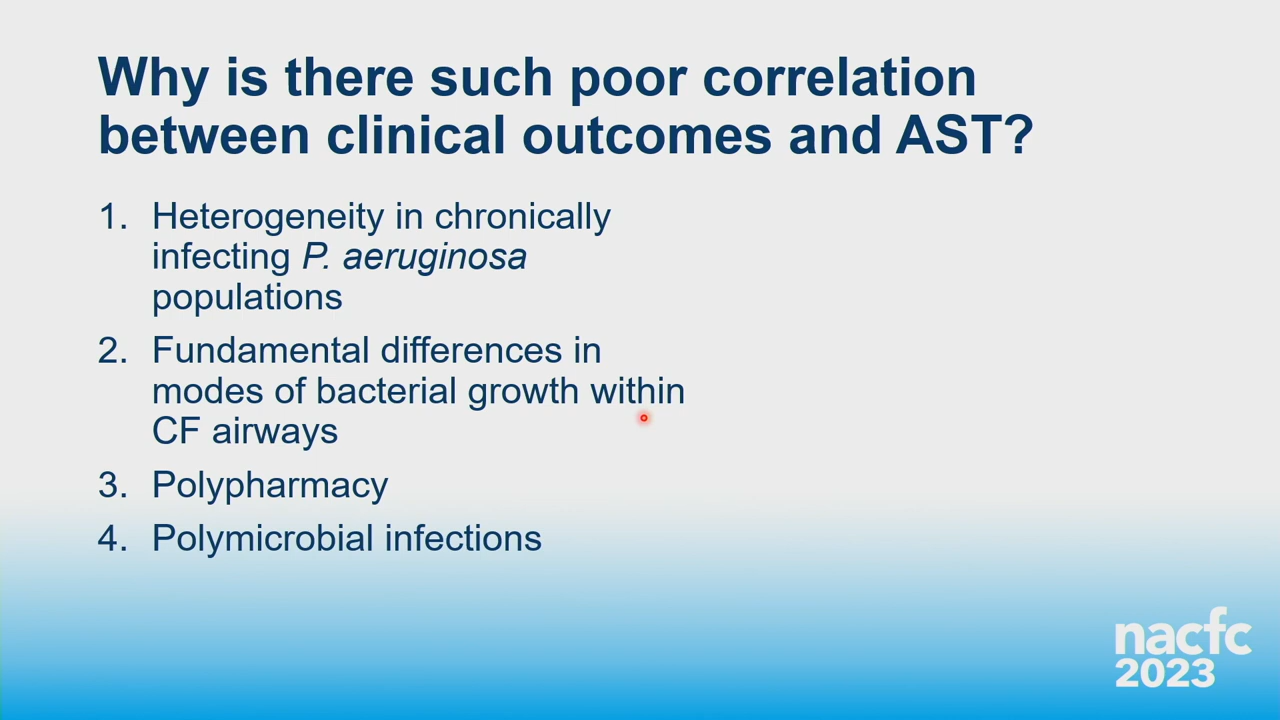 Why is there such poor correlation
between clinical outcomes and AST?
1. Heterogeneity in chronically
infecting P. aeruginosa
populations
2. Fundamental differences in
modes of bacterial growth within
CF airways
3. Polypharmacy
4. Polymicrobial infections
nacfc
2023